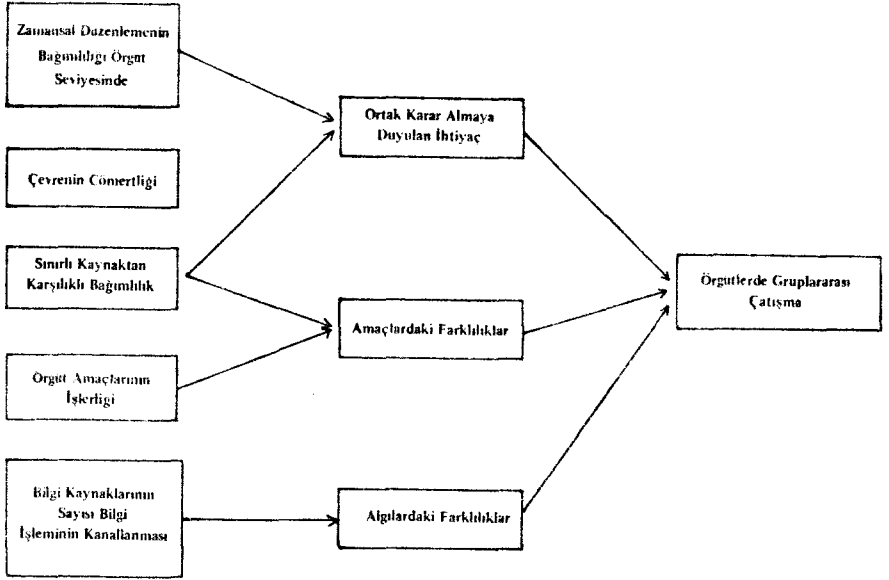 Zamansal Düzenlemenin
Bağımlılığı Örgüt
Seviyesinde
Çevrenin Cömertliği
Sınırlı Kaynaktan
Karşılıklı Bağımlılık
Örgüt Amaçlarının
İşlerliği
Bilgi Kaynaklarının
Sayısı Bilgi
İşleminin Kanallanması
Ortak Karar Almaya
Duyulan İhtiyaç
Amaçlardaki Farklılıklar
Algılardaki Farklılıklar
Örgütlerde Gruplararası
Çatışma